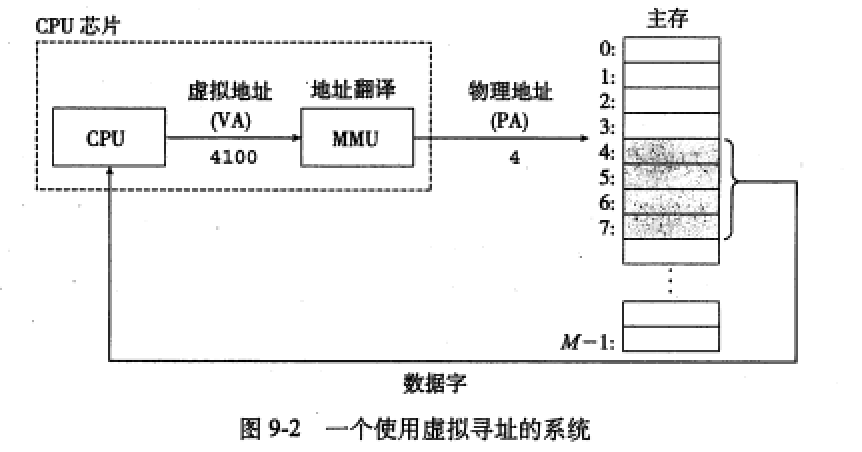 CPU 芯片
主存
虚拟地址
(VA)
4100
地址翻译
物理地址
(PA)
4
CPU
MMU
0:
1:
2:
3:
4:
5:
6:
7:
⋮
M−1:
数据字
图 9-2 一个使用虚拟寻址的系统